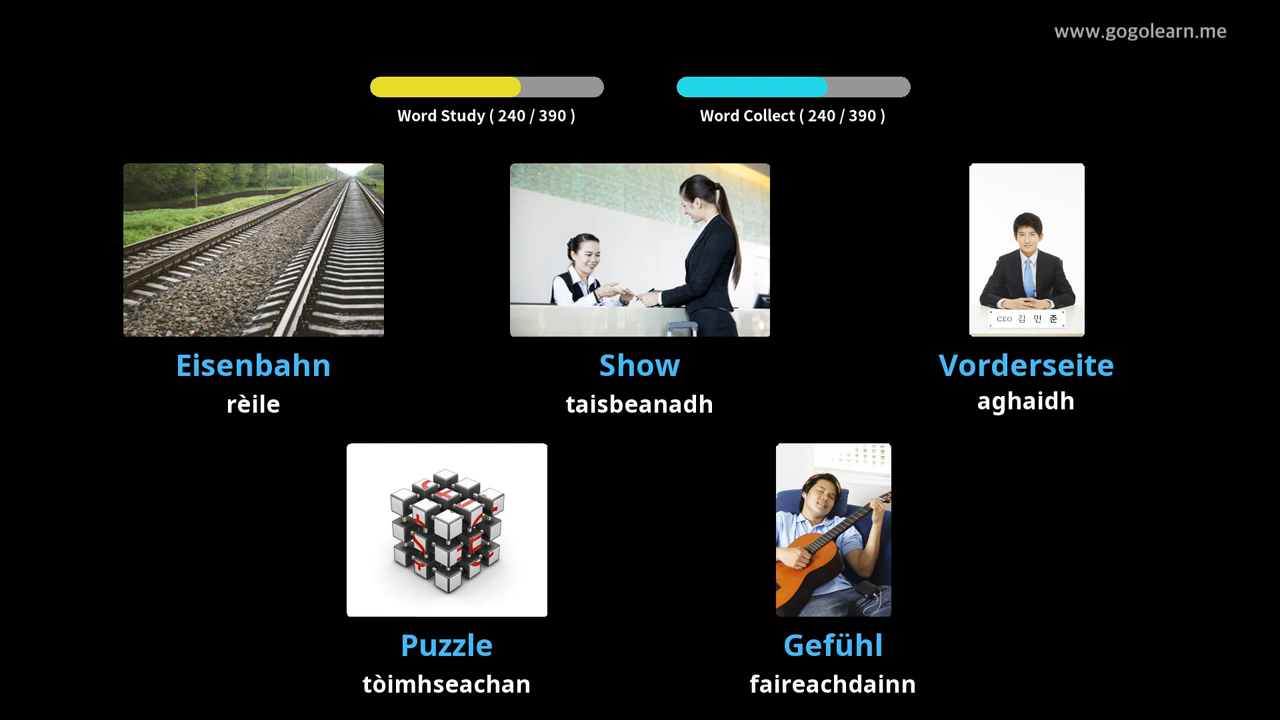 www.gogolearn.me
Word Study ( 240 / 390 )
Word Collect ( 240 / 390 )
CEO 김 민 준
Eisenbahn
rèile
Show
taisbeanadh
Vorderseite
aghaidh
Puzzle
tòimhseachan
Gefühl
faireachdainn